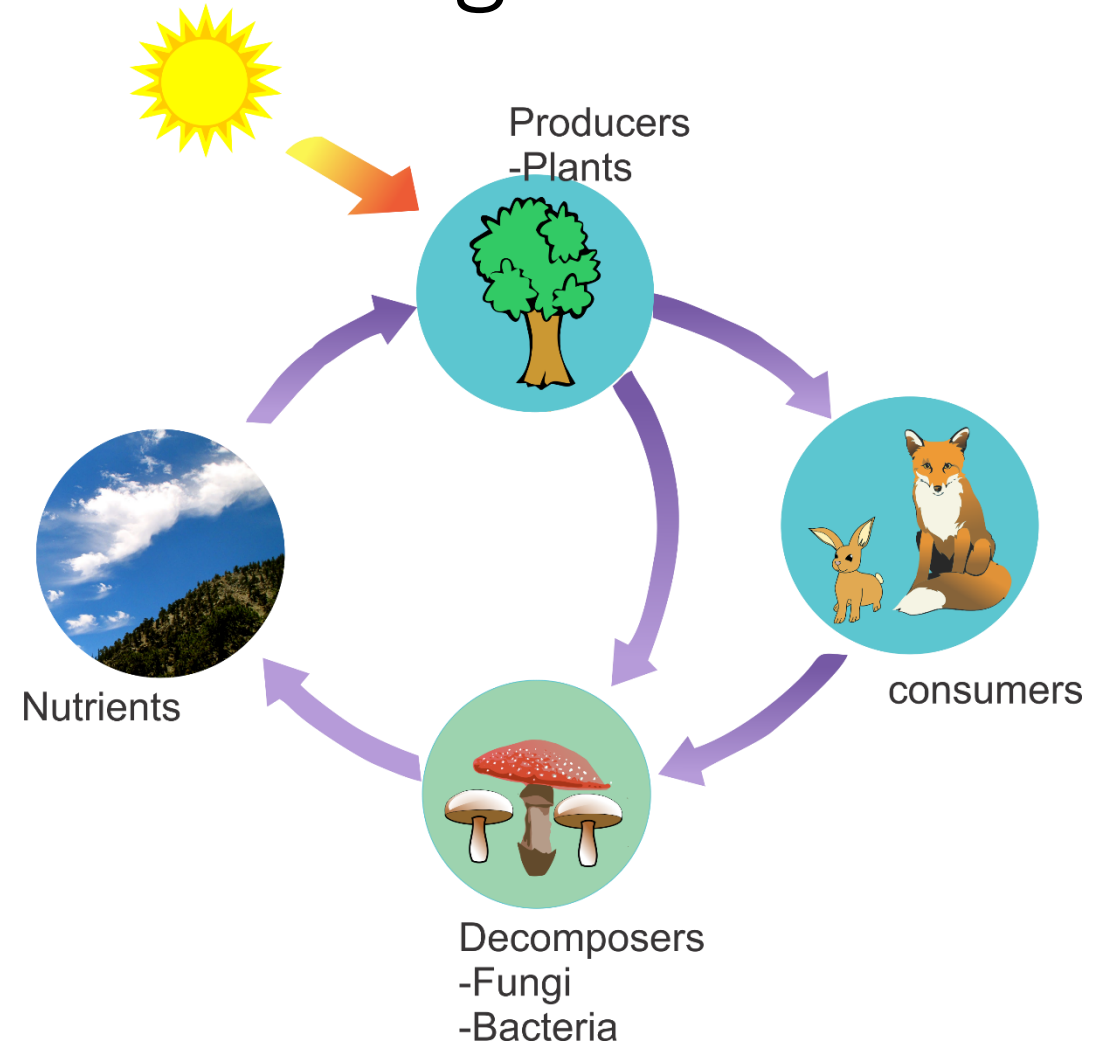 Producers
-Plants
consumers
Nutrients
Decomposers
-Fungi
-Bacteria